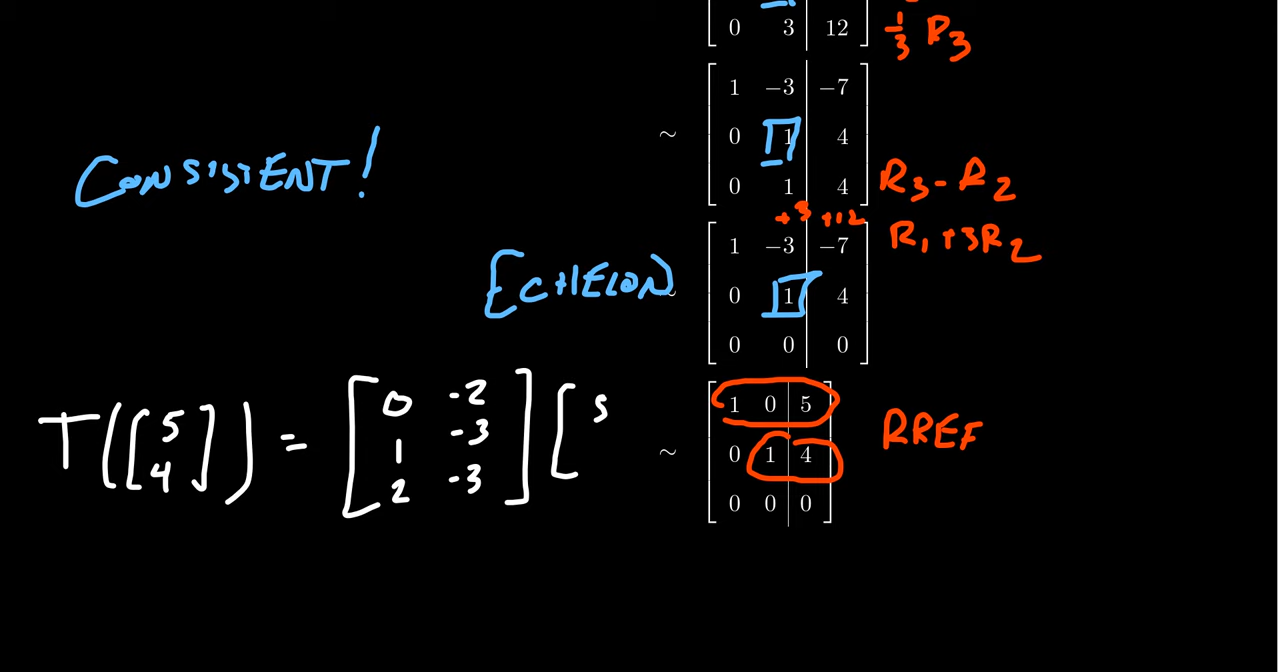 0 3 | 12 1/3 R3
1 −3 | −7
CONSISTENT! ∼ 0 1 | 4
0 1 | 4 R3 - R2
+3 +12
1 −3 | −7 R1 + 3R2
ECHELON ∼ 0 1 | 4
0 0 | 0
T([5 4]) = [0 -2 1 -3 2 -3] [5
1 0 | 5 RREF
∼ 0 1 | 4
0 0 | 0